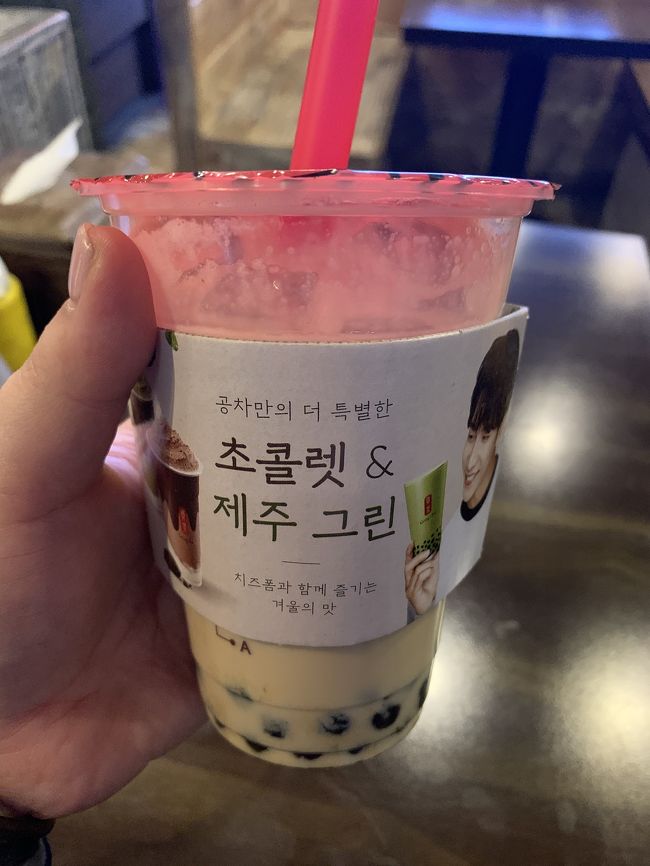 공차만의 더 특별한
초콜렛 &
제주 그린
치즈폼과 함께 즐기는
겨울의 맛
A